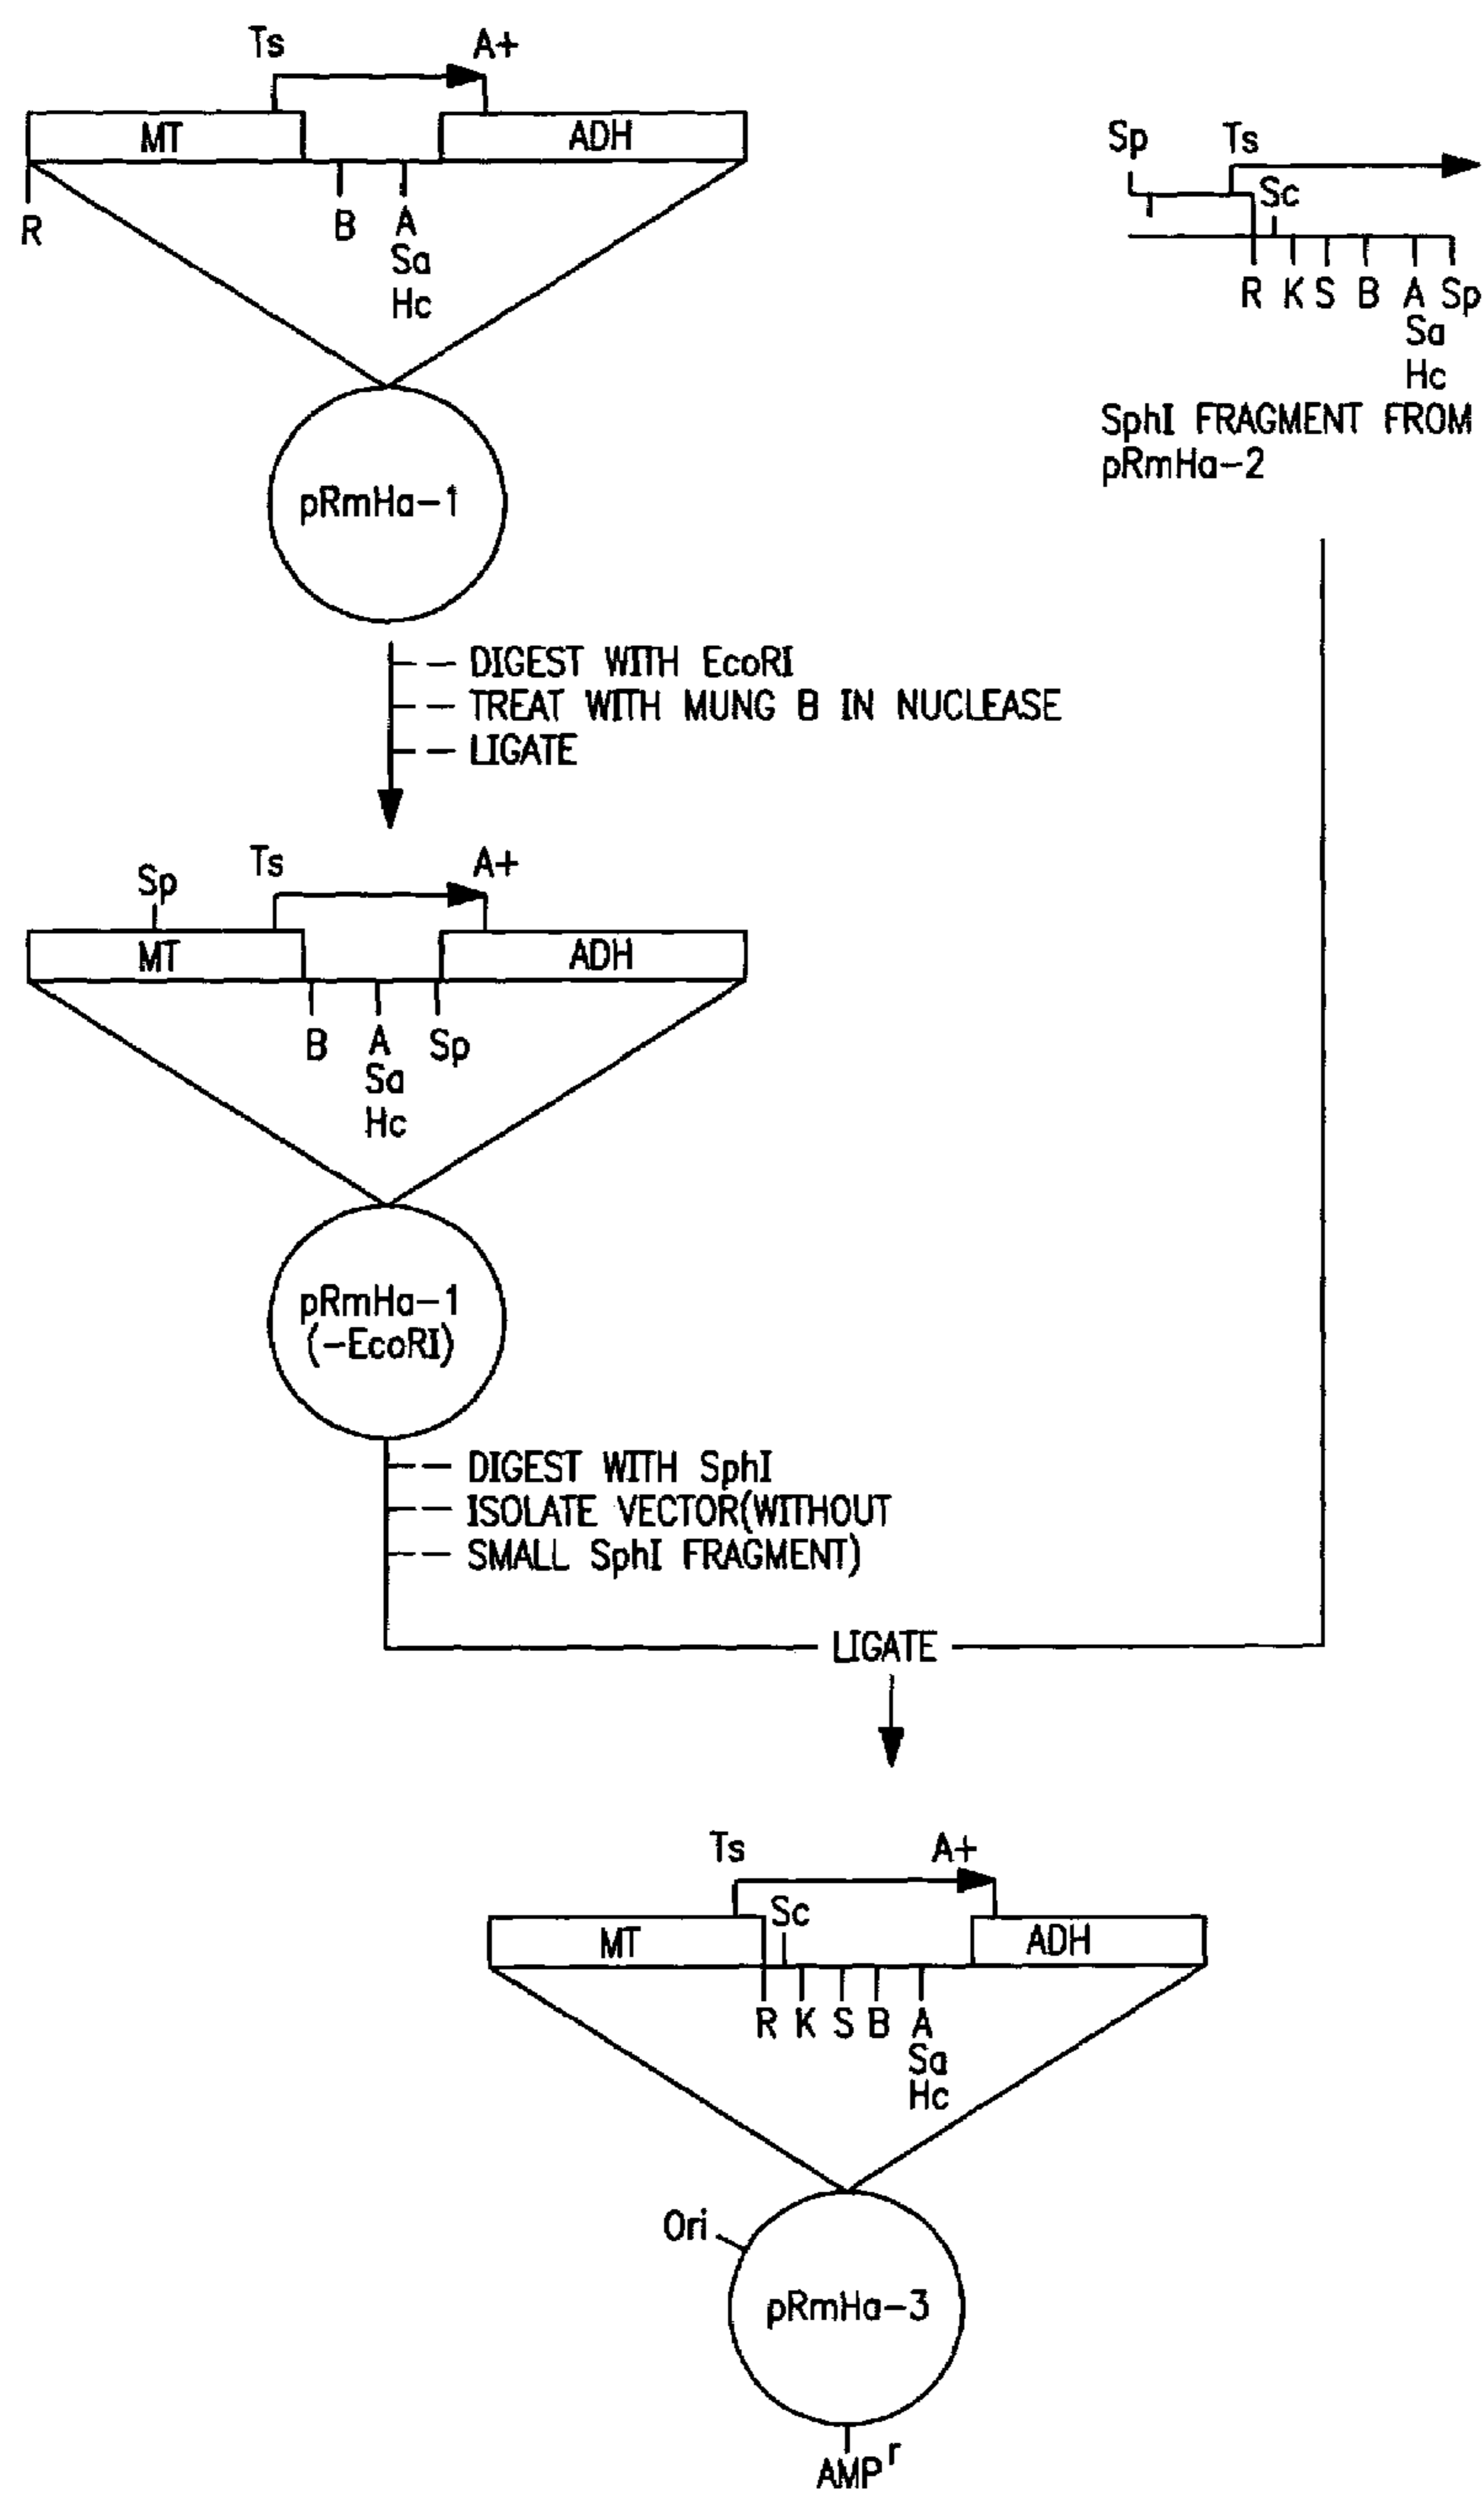 Ts A+
MT ADH
R B A
Sa
Hc
pRmHa-1
Sp Ts
Sc
R K S B A Sp
Sa
Hc
SphI FRAGMENT FROM
pRmHa-2
DIGEST WITH EcoRI
TREAT WITH MUNG B IN NUCLEASE
LIGATE
Sp Ts A+
MT ADH
B A Sp
Sa
Hc
pRmHa-1
(-EcoRI)
DIGEST WITH SphI
ISOLATE VECTOR(WITHOUT
SMALL SphI FRAGMENT)
LIGATE
Ts A+
Sc
MT ADH
R K S B A
Sa
Hc
Ori
pRmHa-3
AMPʳ